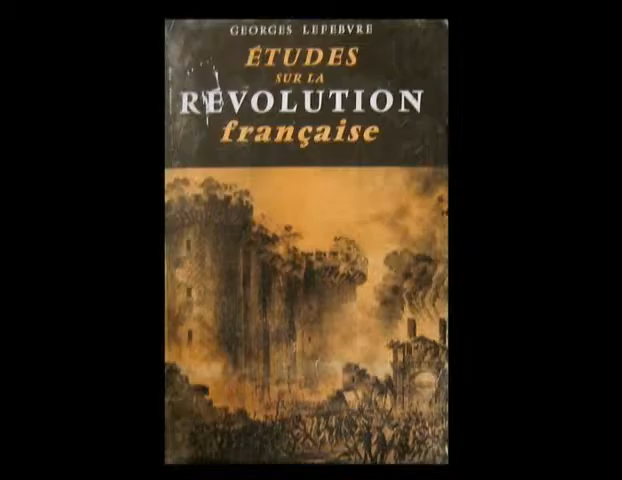 GEORGES LEFEBVRE
ÉTUDES
SUR LA
RÉVOLUTION
française